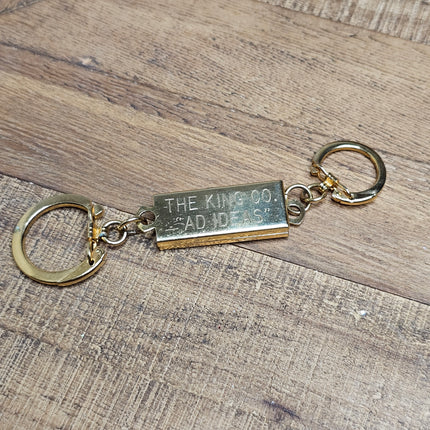 THE KING CO.
"AD IDEAS"